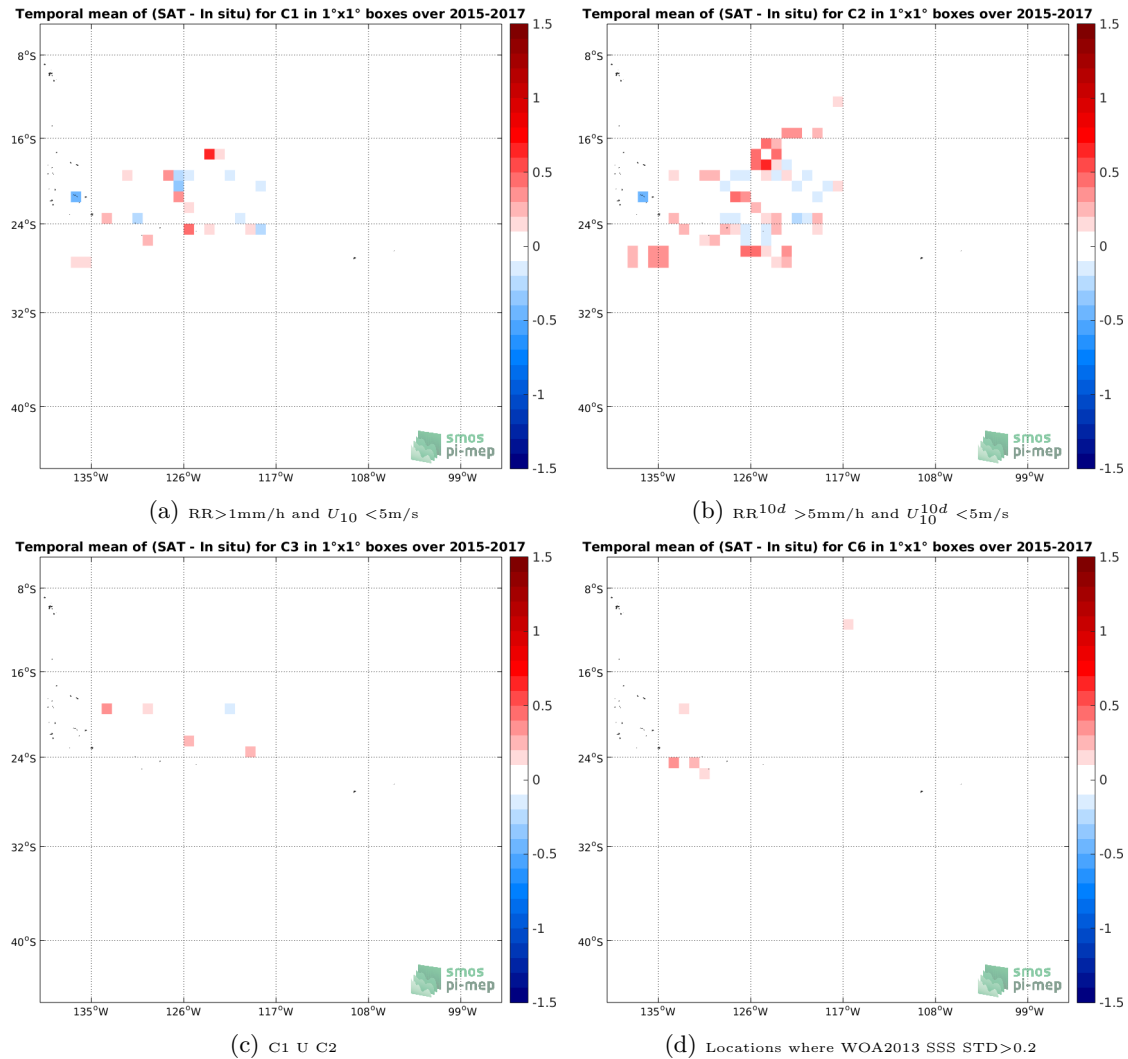 Temporal mean of (SAT - In situ) for C1 in 1°x1° boxes over 2015-2017
1.5
1
0.5
0
-0.5
-1
-1.5
8°S
16°S
24°S
32°S
40°S
135°W
126°W
117°W
108°W
99°W
smos
pi-mep
(a) RR>1mm/h and U10 <5m/s
Temporal mean of (SAT - In situ) for C2 in 1°x1° boxes over 2015-2017
1.5
1
0.5
0
-0.5
-1
-1.5
8°S
16°S
24°S
32°S
40°S
135°W
126°W
117°W
108°W
99°W
smos
pi-mep
(b) RR^10d >5mm/h and U10^10d <5m/s
Temporal mean of (SAT - In situ) for C3 in 1°x1° boxes over 2015-2017
1.5
1
0.5
0
-0.5
-1
-1.5
8°S
16°S
24°S
32°S
40°S
135°W
126°W
117°W
108°W
99°W
smos
pi-mep
(c) C1 U C2
Temporal mean of (SAT - In situ) for C6 in 1°x1° boxes over 2015-2017
1.5
1
0.5
0
-0.5
-1
-1.5
8°S
16°S
24°S
32°S
40°S
135°W
126°W
117°W
108°W
99°W
smos
pi-mep
(d) Locations where WOA2013 SSS STD>0.2